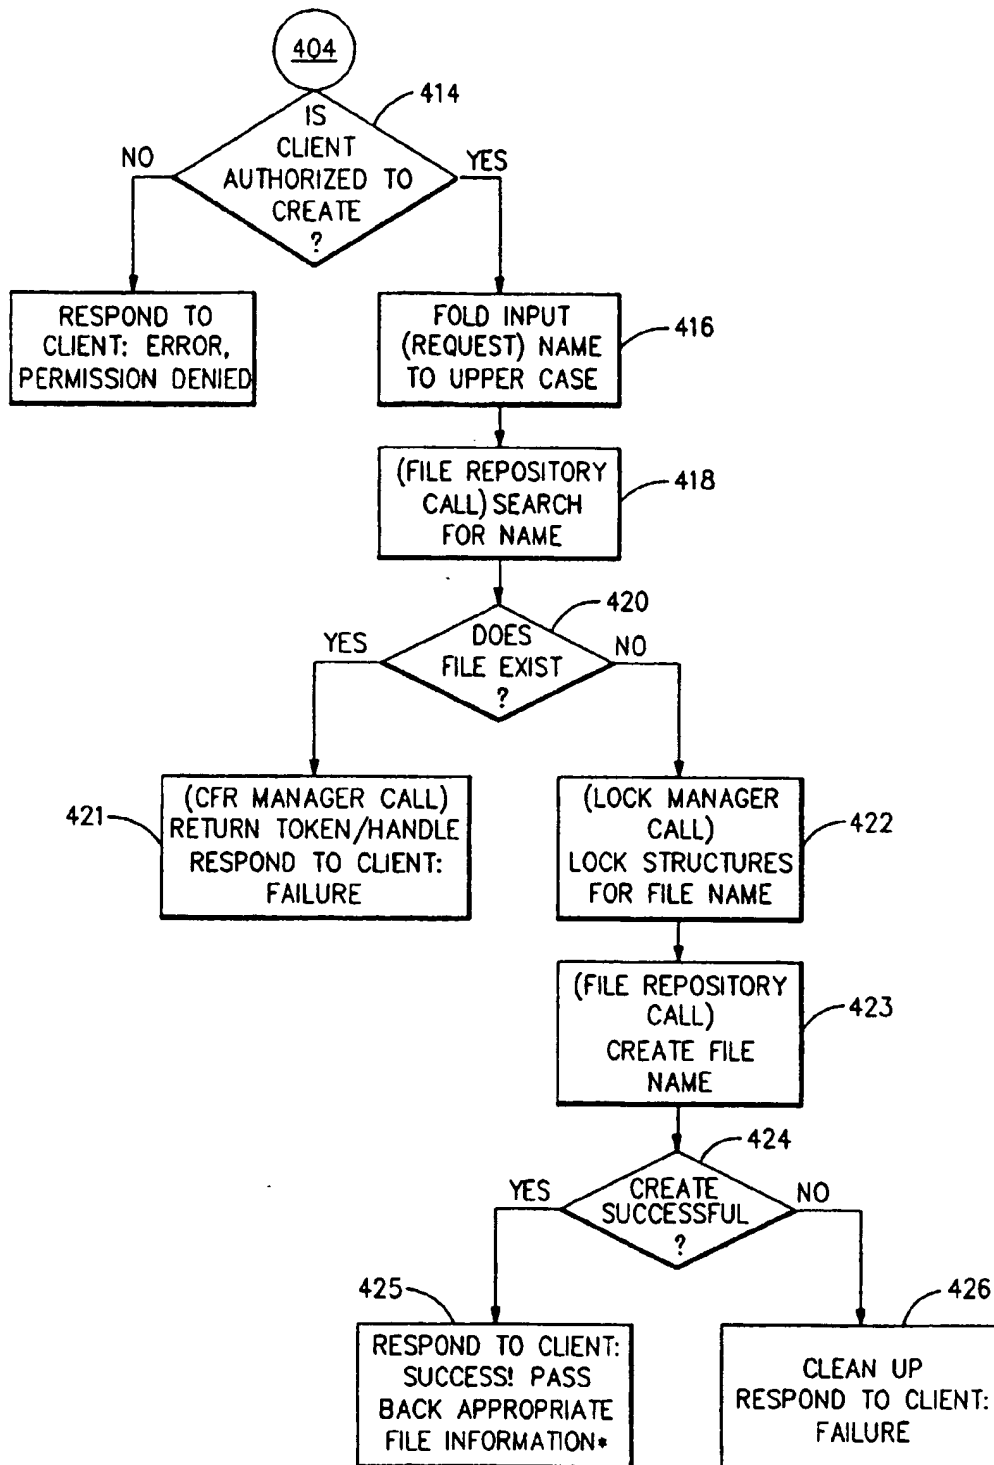 404
414
IS
CLIENT
AUTHORIZED TO
CREATE
?
NO
YES
RESPOND TO
CLIENT: ERROR,
PERMISSION DENIED
FOLD INPUT
(REQUEST) NAME
TO UPPER CASE
416
(FILE REPOSITORY
CALL) SEARCH
FOR NAME
418
420
DOES
FILE EXIST
?
YES
NO
421
(CFR MANAGER CALL)
RETURN TOKEN/HANDLE
RESPOND TO CLIENT:
FAILURE
(LOCK MANAGER
CALL)
LOCK STRUCTURES
FOR FILE NAME
422
(FILE REPOSITORY
CALL)
CREATE FILE
NAME
423
424
CREATE
SUCCESSFUL
?
YES
NO
425
RESPOND TO CLIENT:
SUCCESS! PASS
BACK APPROPRIATE
FILE INFORMATION*
426
CLEAN UP
RESPOND TO CLIENT:
FAILURE